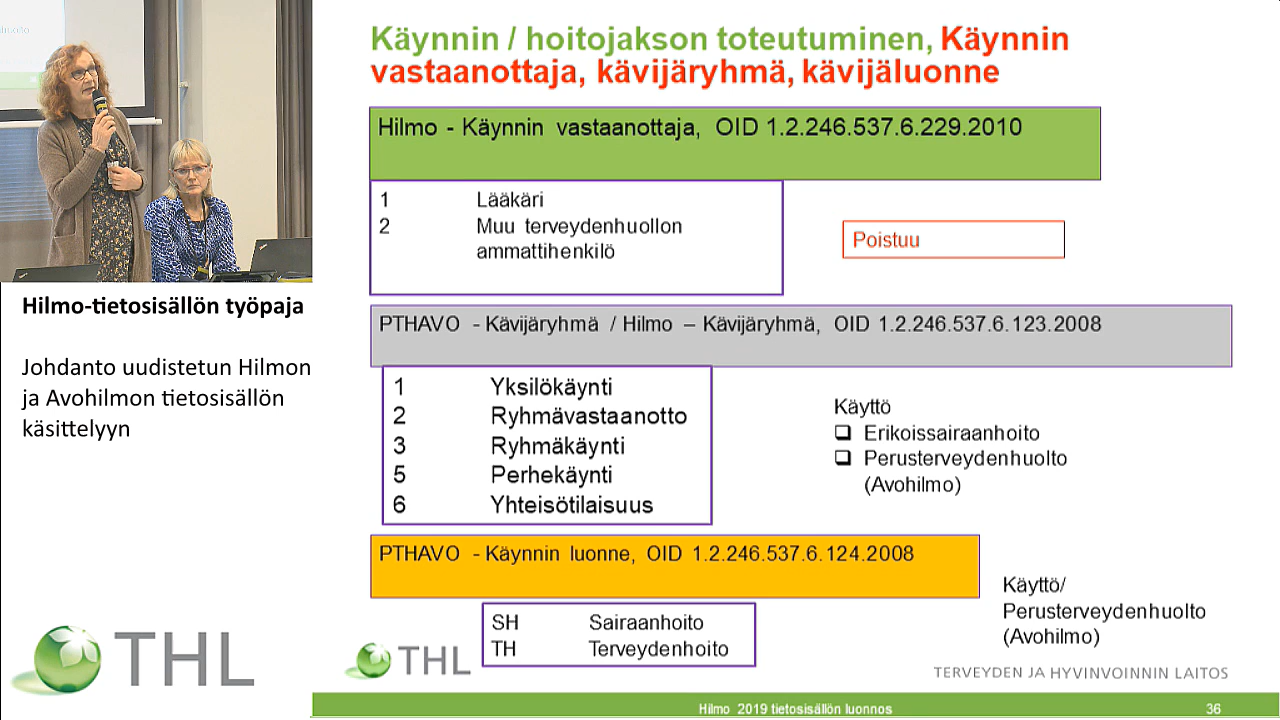 Käynnin / hoitojakson toteutuminen, Käynnin
vastaanottaja, kävijäryhmä, kävijäluonne
Hilmo - Käynnin vastaanottaja, OID 1.2.246.537.6.229.2010
1 Lääkäri
2 Muu terveydenhuollon
ammattihenkilö
Poistuu
Hilmo-tietosisällön työpaja
Johdanto uudistetun Hilmon
ja Avohilmon tietosisällön
käsittelyyn
PTHAVO - Kävijäryhmä / Hilmo – Kävijäryhmä, OID 1.2.246.537.6.123.2008
1 Yksilökäynti
2 Ryhmävastaanotto
3 Ryhmäkäynti
5 Perhekäynti
6 Yhteisötilaisuus
Käyttö
Erikoissairaanhoito
Perusterveydenhuolto
(Avohilmo)
PTHAVO - Käynnin luonne, OID 1.2.246.537.6.124.2008
SH Sairaanhoito
TH Terveydenhoito
Käyttö/
Perusterveydenhuolto
(Avohilmo)
THL
THL
TERVEYDEN JA HYVINVOINNIN LAITOS
Hilmo 2019 tietosisällön luonnos 36